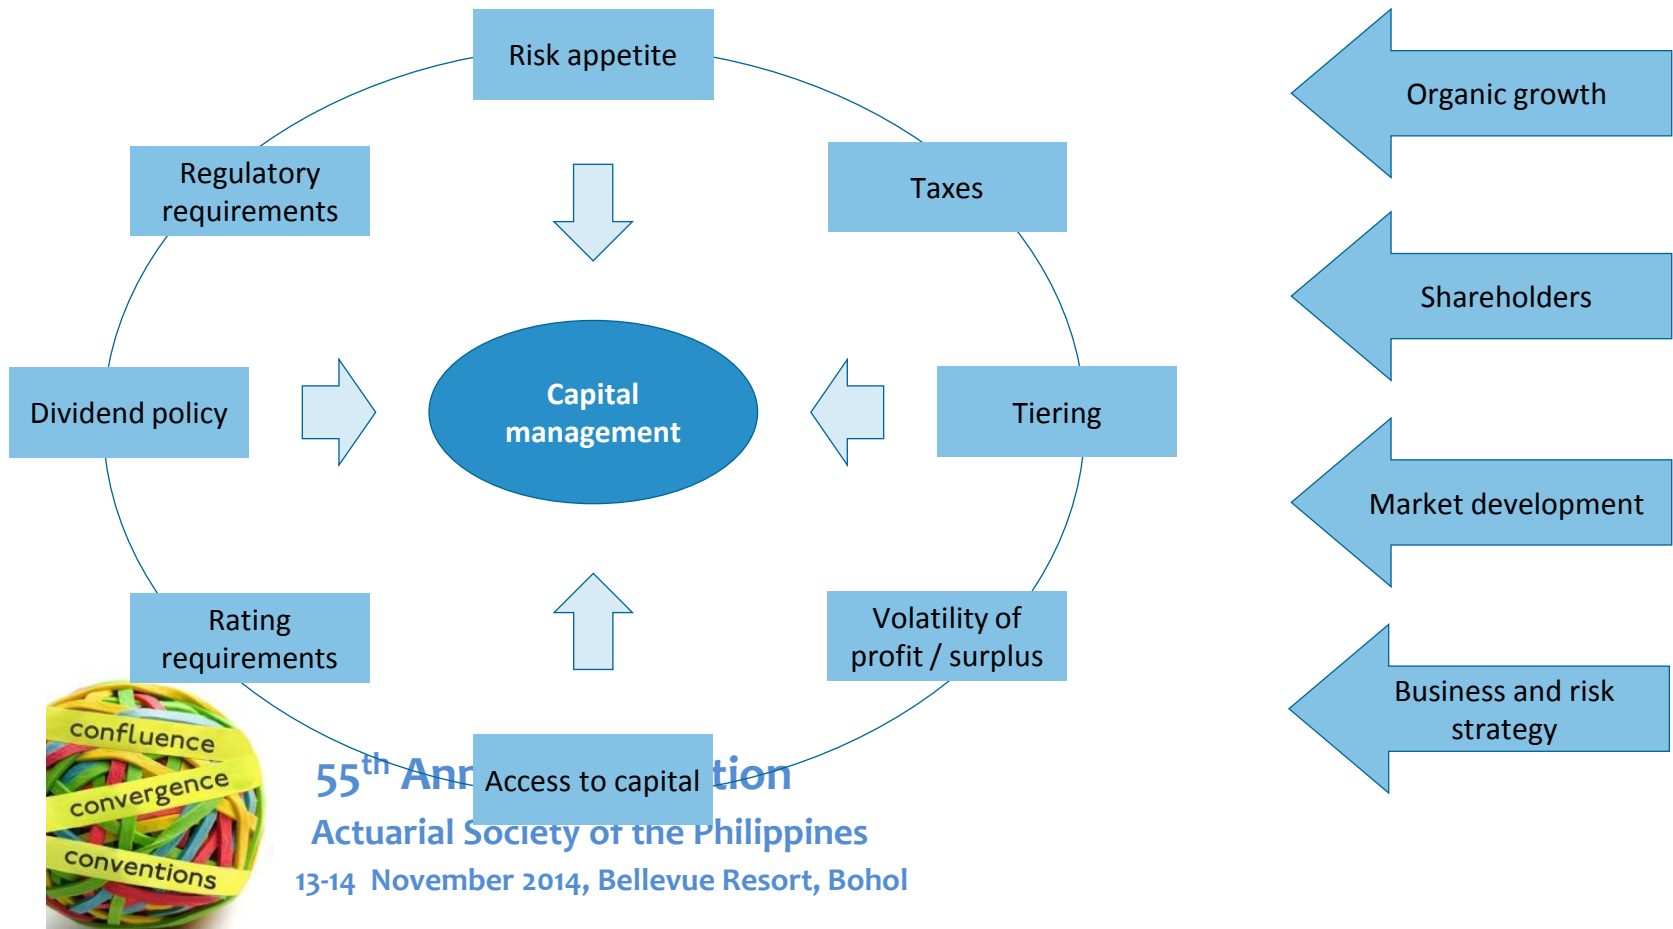 Risk appetite
Organic growth
Regulatory
requirements
Taxes
Shareholders
Dividend policy
Capital
management
Tiering
Market development
Rating
requirements
Volatility of
profit / surplus
Business and risk
strategy
Access to capital
confluence
convergence
conventions
55th
Actuarial Society of the Philippines
13-14 November 2014, Bellevue Resort, Bohol